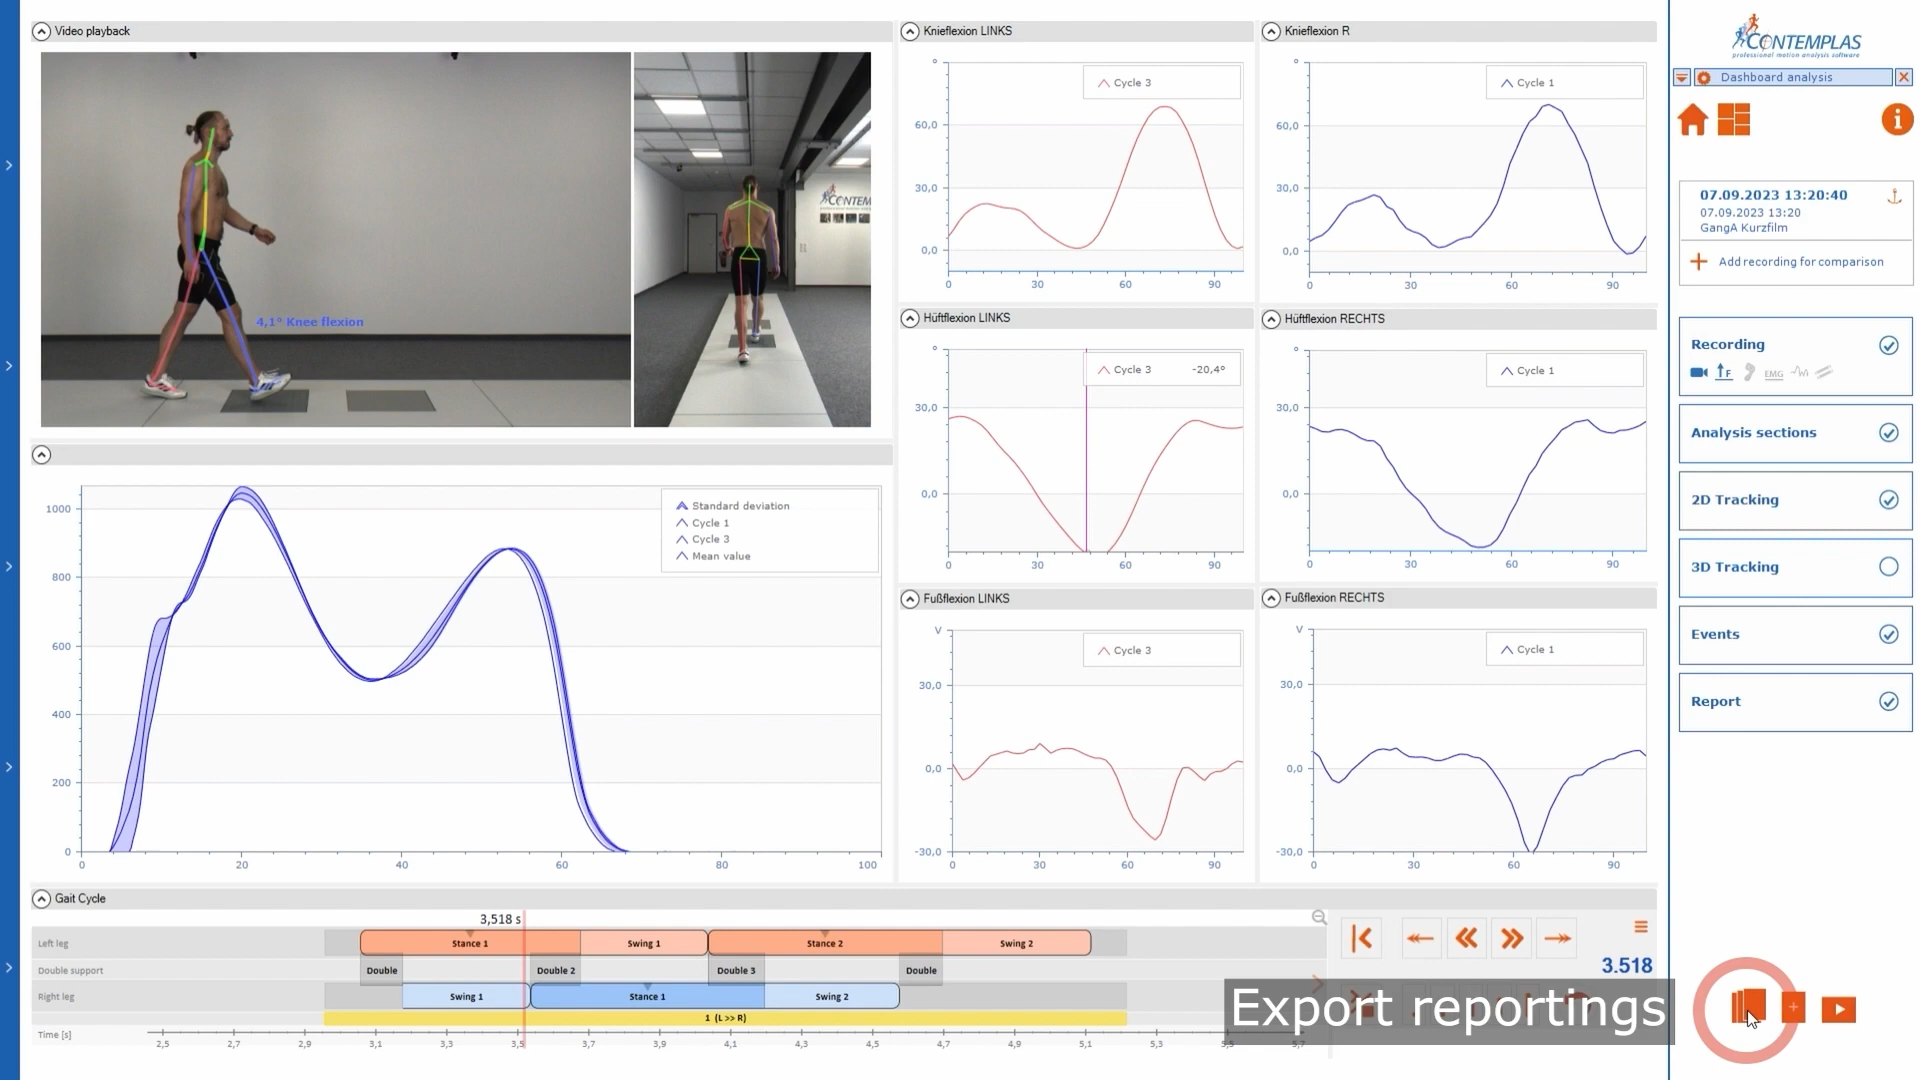 Video playback
4,1° Knee flexion
CONTEM
1000
800
600
400
200
0
0 20 40 60 80 100
Standard deviation
Cycle 1
Cycle 3
Mean value
Knieflexion LINKS
°
Cycle 3
60,0
30,0
0,0
0 30 60 90
Knieflexion R
°
Cycle 1
60,0
30,0
0,0
0 30 60 90
Hüftflexion LINKS
°
Cycle 3 -20,4°
30,0
0,0
0 30 60 90
Hüftflexion RECHTS
°
Cycle 1
30,0
0,0
0 30 60 90
Fußflexion LINKS
V
Cycle 3
30,0
0,0
-30,0
0 30 60 90
Fußflexion RECHTS
V
Cycle 1
30,0
0,0
-30,0
0 30 60 90
Gait Cycle
3,518 s
Left leg Stance 1 Swing 1 Stance 2 Swing 2
Double support Double Double 2 Double 3 Double
Right leg Swing 1 Stance 1 Swing 2
1 (L >> R)
Time [s]
2,5 2,7 2,9 3,1 3,3 3,5 3,7 3,9 4,1 4,3 4,5 4,7 4,9 5,1 5,3 5,5 5,7
3.518
Export reportings
CONTEMPLAS
professional motion analysis software
Dashboard analysis
07.09.2023 13:20:40
07.09.2023 13:20
GangA Kurzfilm
Add recording for comparison
Recording
F EMG
Analysis sections
2D Tracking
3D Tracking
Events
Report